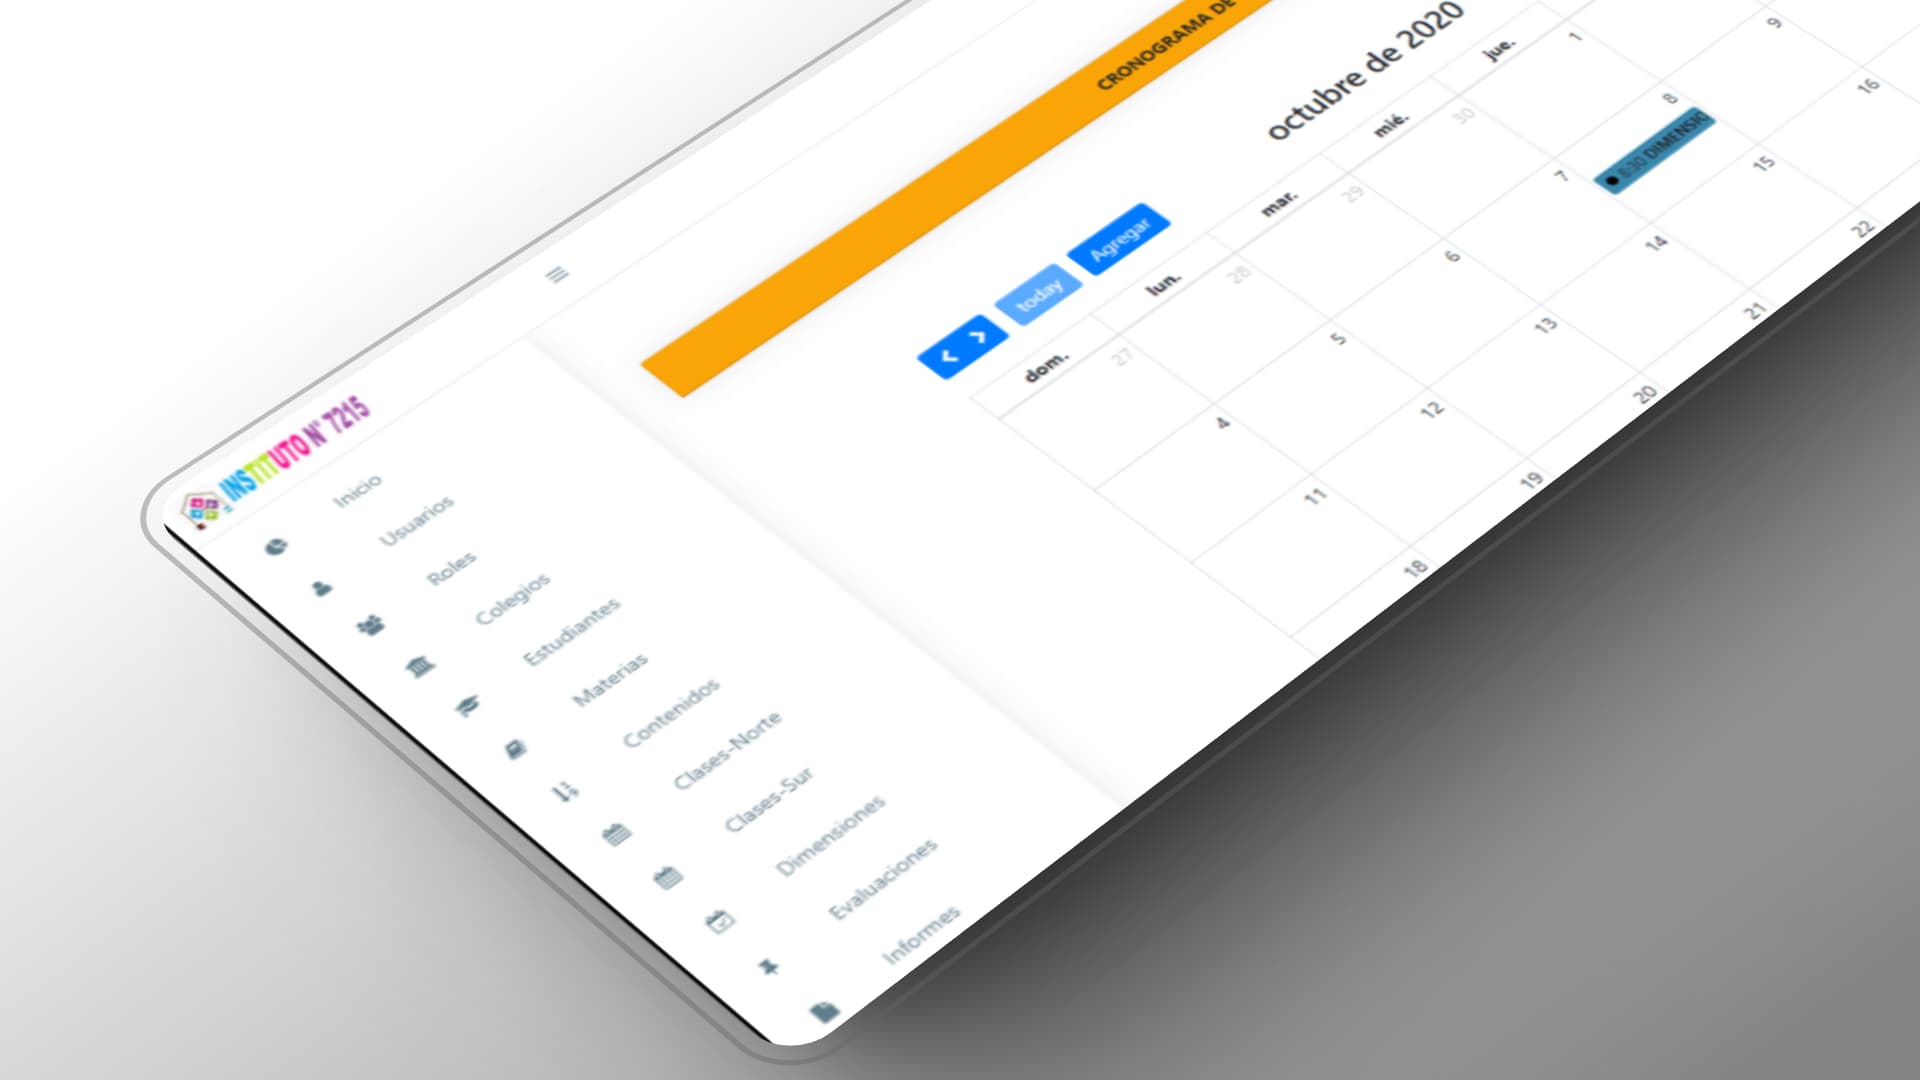 INSTITUTO N° 7215
Inicio
Usuarios
Roles
Colegios
Estudiantes
Materias
Contenidos
Clases-Norte
Clases-Sur
Dimensiones
Evaluaciones
Informes
CRONOGRAMA DE
octubre de 2020
today
Agregar
dom. lun. mar. mié. jue.
27 28 29 30 1
4 5 6 7 8 9
8:30 DIMENSIO
11 12 13 14 15 16
18 19 20 21 22